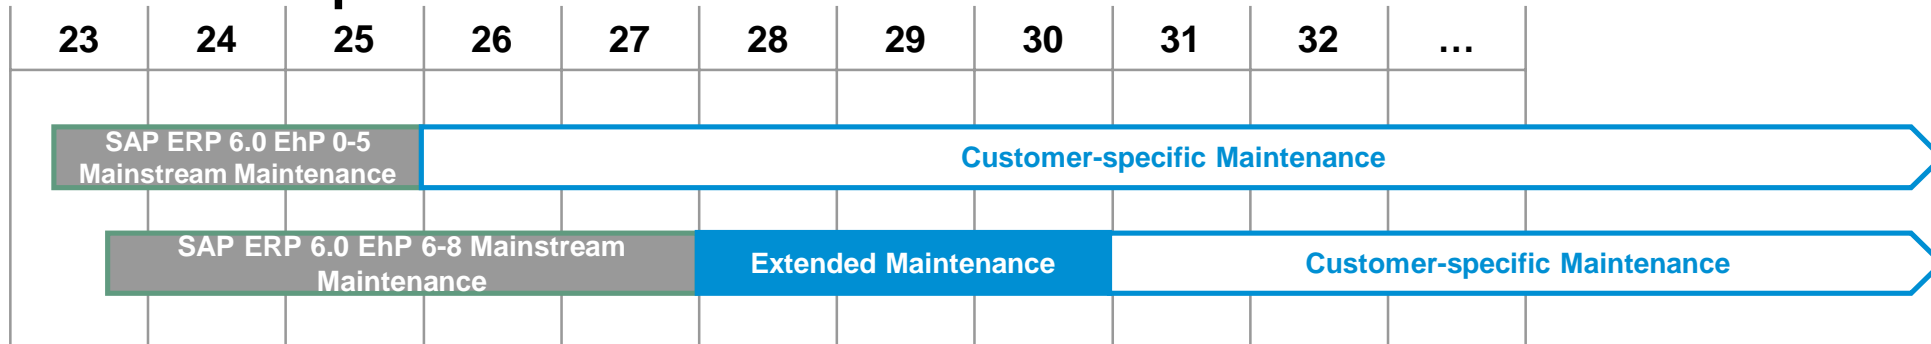 23 24 25 26 27 28 29 30 31 32 …
SAP ERP 6.0 EhP 0-5
Mainstream Maintenance
Customer-specific Maintenance
SAP ERP 6.0 EhP 6-8 Mainstream
Maintenance
Extended Maintenance
Customer-specific Maintenance